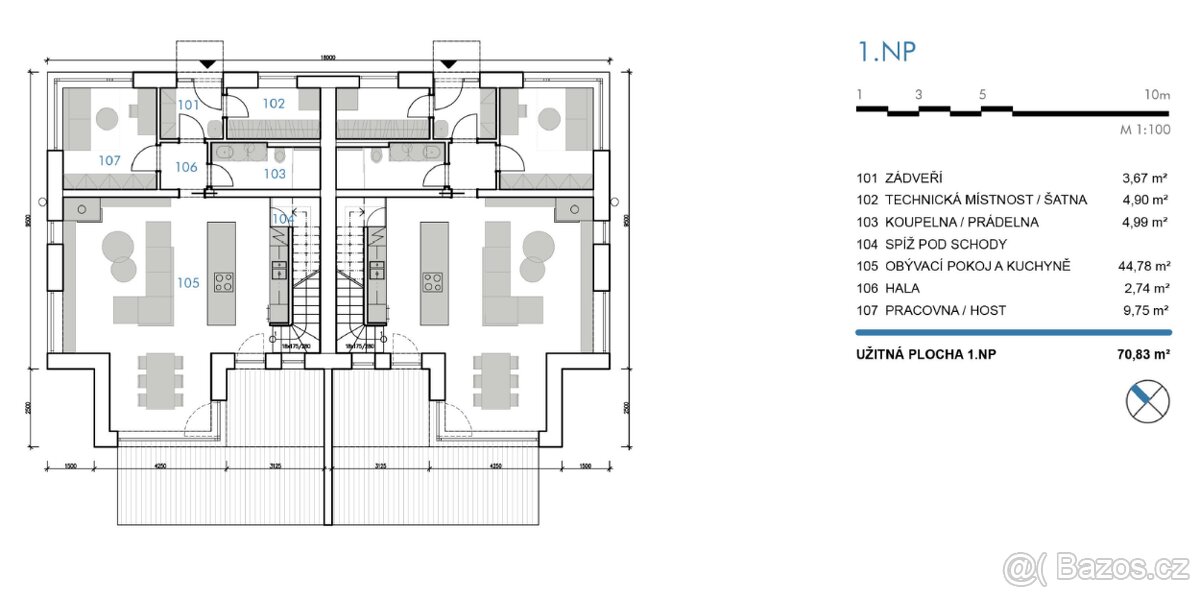 18000
1.NP
1 3 5 10m
M 1:100
101
102
107
106
103
104
105
101 ZÁDVEŘÍ 3,67 m²
102 TECHNICKÁ MÍSTNOST / ŠATNA 4,90 m²
103 KOUPELNA / PRÁDELNA 4,99 m²
104 SPÍŽ POD SCHODY
105 OBÝVACÍ POKOJ A KUCHYNĚ 44,78 m²
106 HALA 2,74 m²
107 PRACOVNA / HOST 9,75 m²
UŽITNÁ PLOCHA 1.NP 70,83 m²
9500 9500
18x175/280 18x175/280
2500 2500
1500 4250 3125 3125 4250 1500
@( Bazos.cz